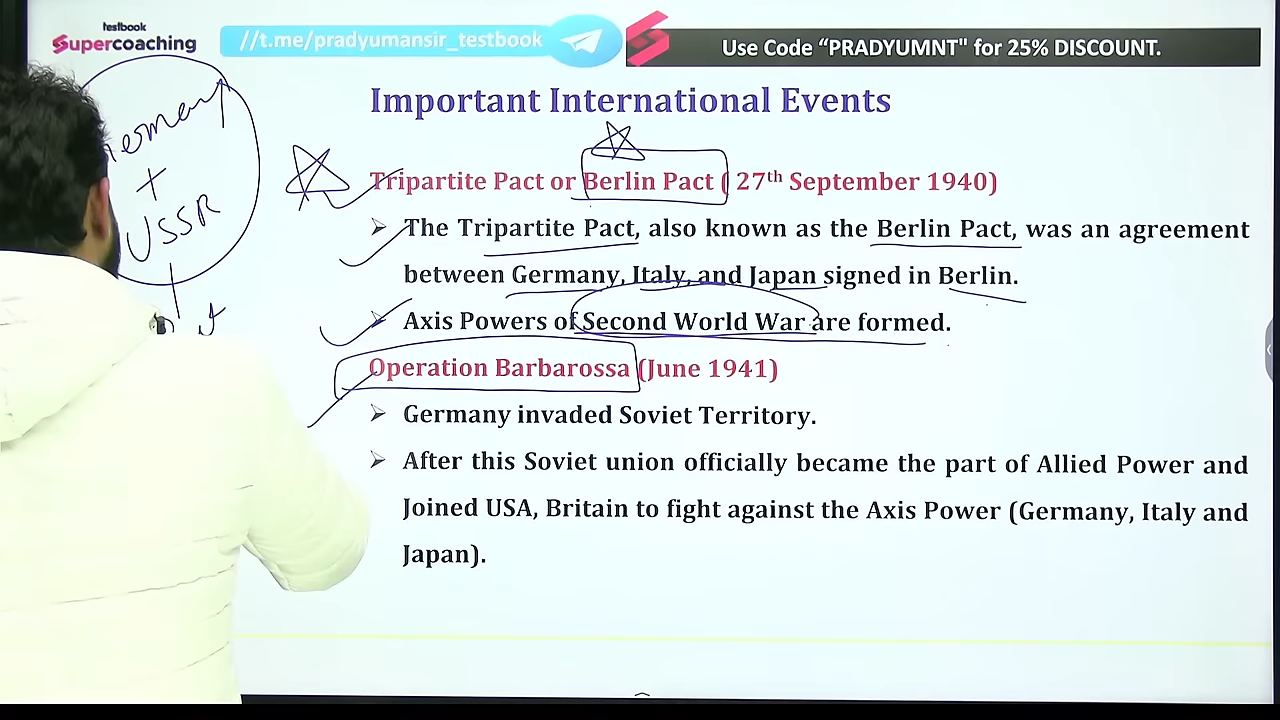 testbook
Supercoaching
//t.me/pradyumansir_testbook
Use Code “PRADYUMNT" for 25% DISCOUNT.
Important International Events
Germany
+
USSR
Tripartite Pact or Berlin Pact ( 27th September 1940)
➢ The Tripartite Pact, also known as the Berlin Pact, was an agreement
between Germany, Italy, and Japan signed in Berlin.
➢ Axis Powers of Second World War are formed.
Operation Barbarossa (June 1941)
➢ Germany invaded Soviet Territory.
➢ After this Soviet union officially became the part of Allied Power and
Joined USA, Britain to fight against the Axis Power (Germany, Italy and
Japan).